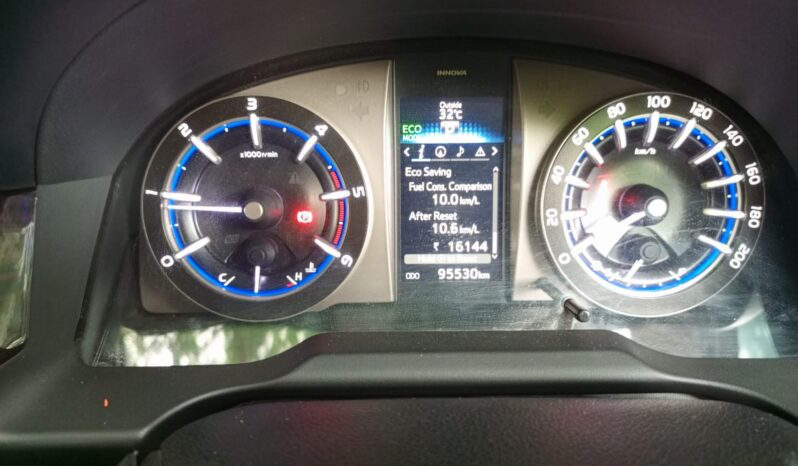 INNOVA
Outside
32°C
ECO
MODE
Eco Saving
Fuel Cons. Comparison
10.0 km/L
After Reset
10.6 km/L
₹ 16144
ODO 95530 km
0 1 2 3 4 5 6
x1000r/min
C H
0 20 40 60 80 100 120 140 160 180 200
km/h